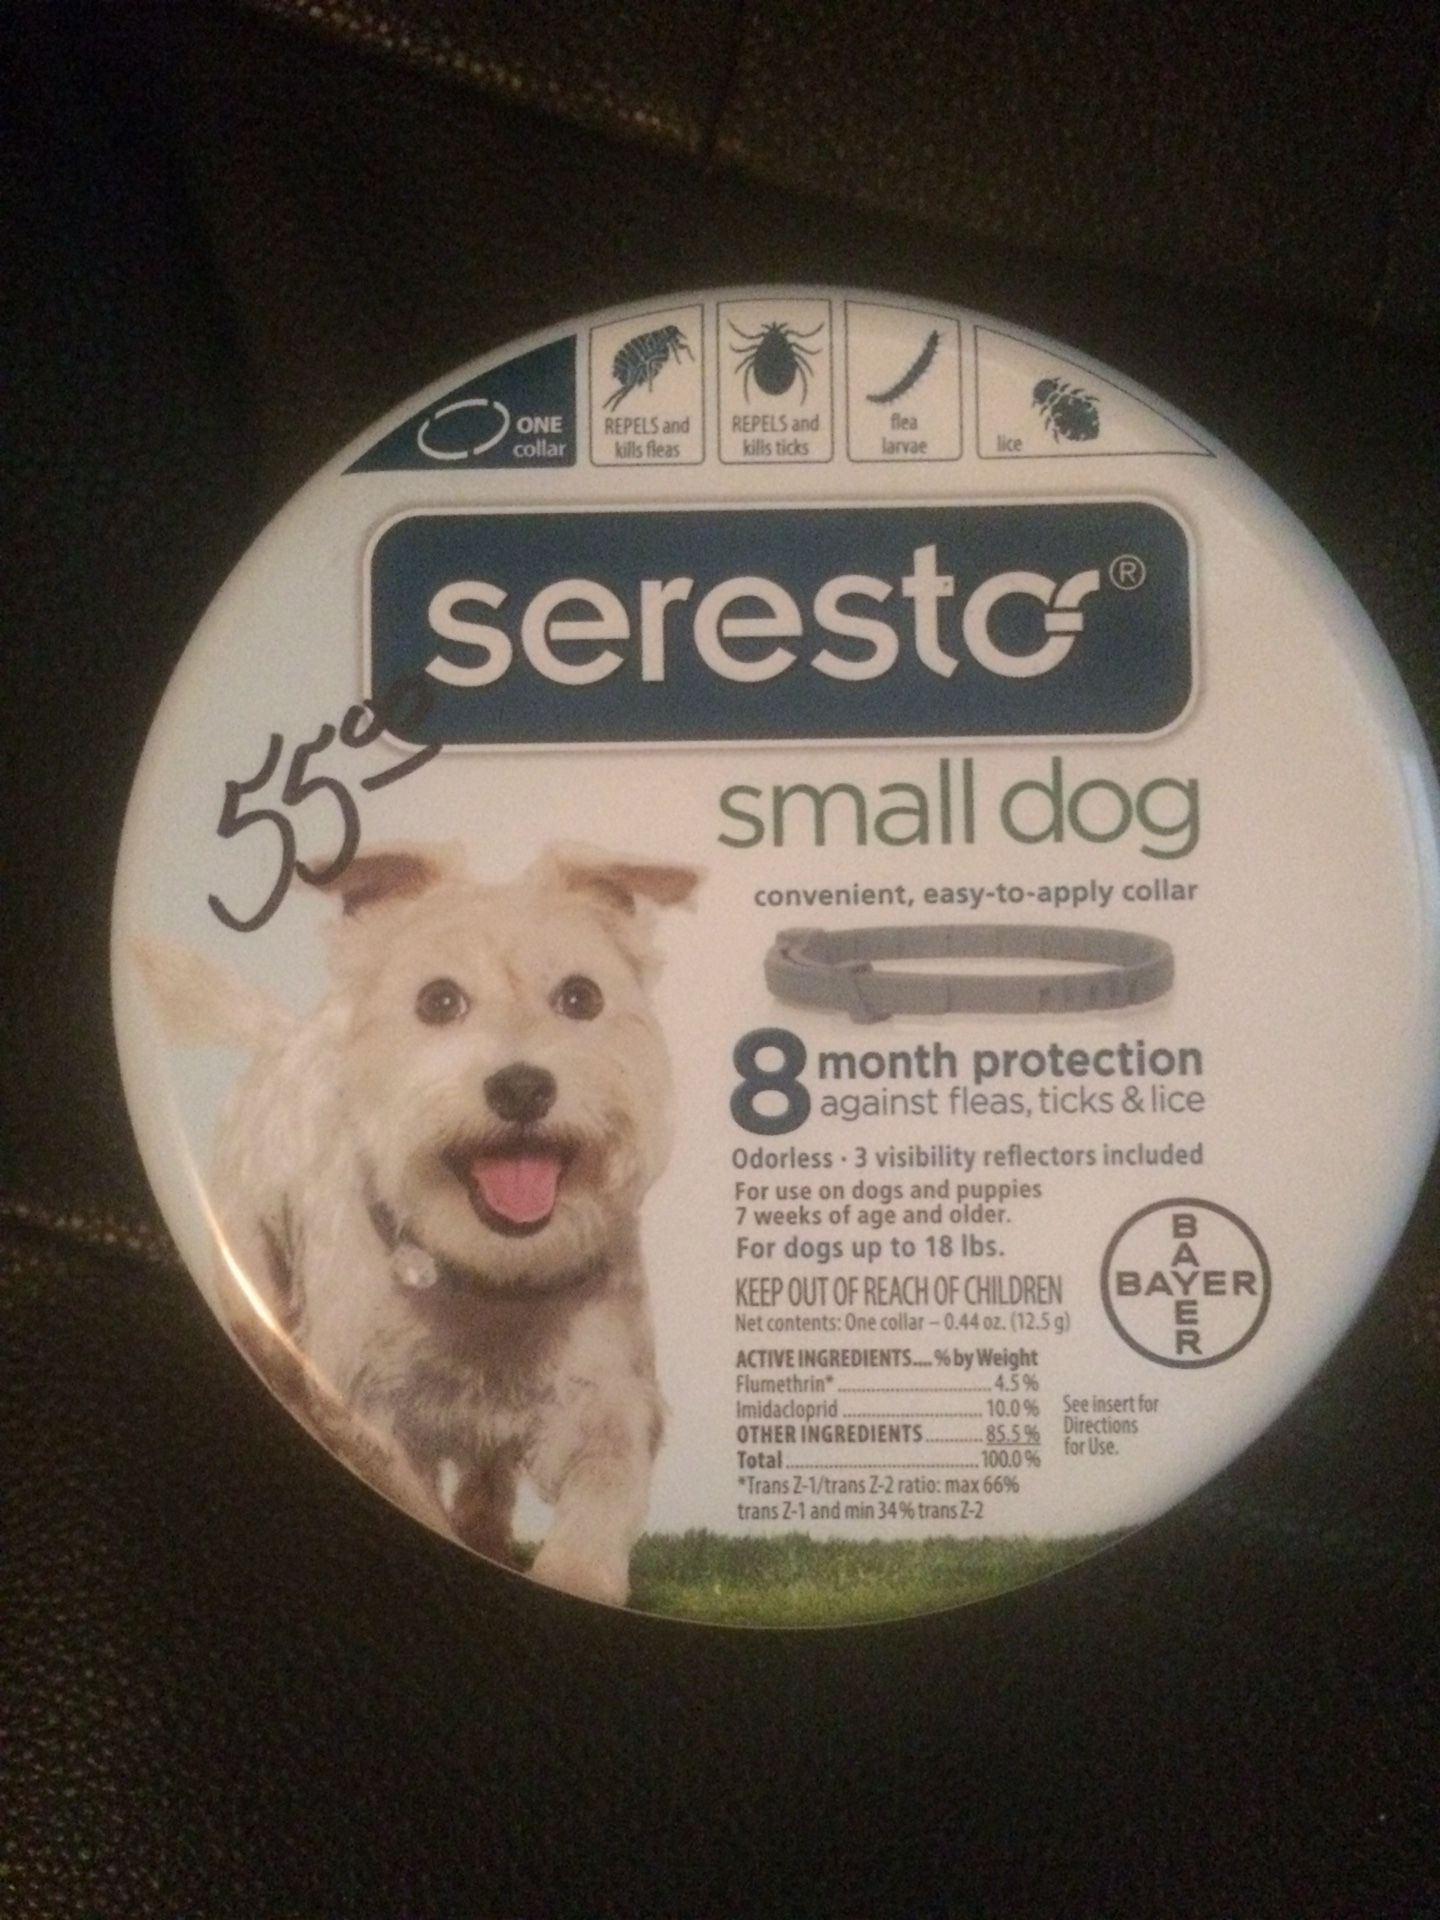 ONE
collar
REPELS and
kills fleas
REPELS and
kills ticks
flea
larvae
lice
seresto®
55⁰⁰
small dog
convenient, easy-to-apply collar
8 month protection
against fleas, ticks & lice
Odorless · 3 visibility reflectors included
For use on dogs and puppies
7 weeks of age and older.
For dogs up to 18 lbs.
KEEP OUT OF REACH OF CHILDREN
Net contents: One collar – 0.44 oz. (12.5 g)
BAYER
BAYER
ACTIVE INGREDIENTS.... % by Weight
Flumethrin* .......................... 4.5 %
Imidacloprid ........................ 10.0 %
OTHER INGREDIENTS .......... 85.5 %
Total ................................. 100.0 %
*Trans Z-1/trans Z-2 ratio: max 66%
trans Z-1 and min 34 % trans Z-2
See insert for
Directions
for Use.